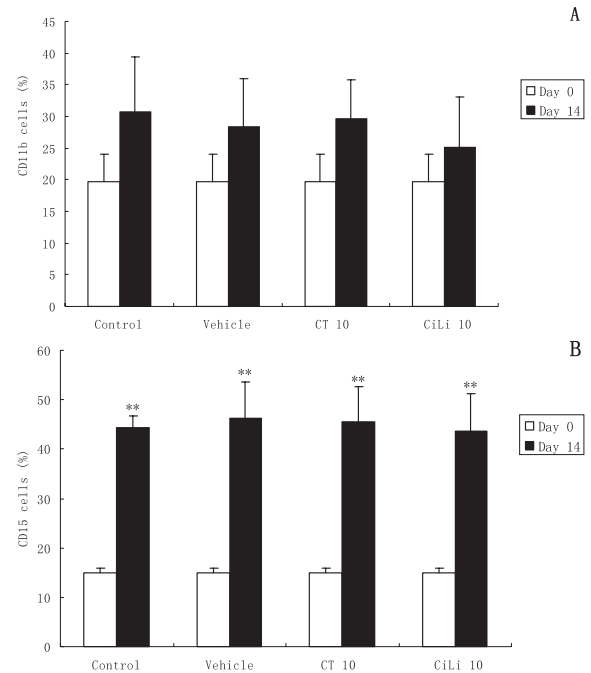 A
45
40
35
30
25
20
15
10
5
0
CD11b cells (%)
Control Vehicle CT 10 CiLi 10
Day 0
Day 14
B
60
50
40
30
20
10
0
CD15 cells (%)
** ** ** **
Control Vehicle CT 10 CiLi 10
Day 0
Day 14